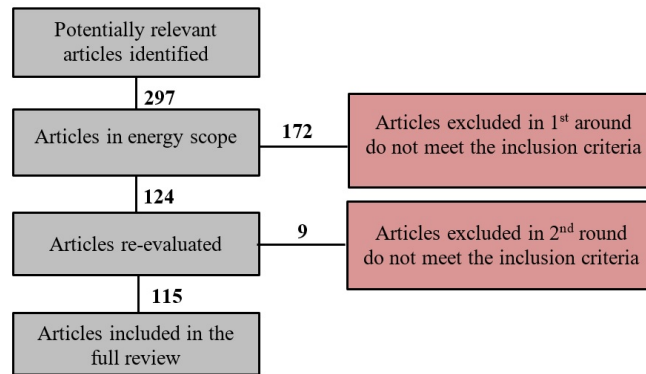 Potentially relevant
articles identified
297
Articles in energy scope
172
Articles excluded in 1st around
do not meet the inclusion criteria
124
Articles re-evaluated
9
Articles excluded in 2nd round
do not meet the inclusion criteria
115
Articles included in the
full review